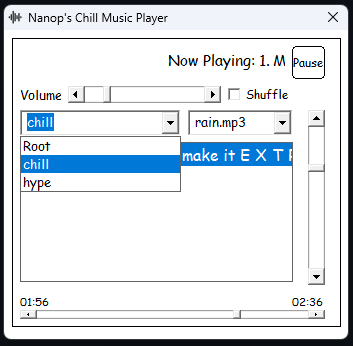 Nanop's Chill Music Player
Now Playing: 1. M
Pause
Volume
Shuffle
chill
rain.mp3
Root
chill
hype
make it E X T
01:56
02:36